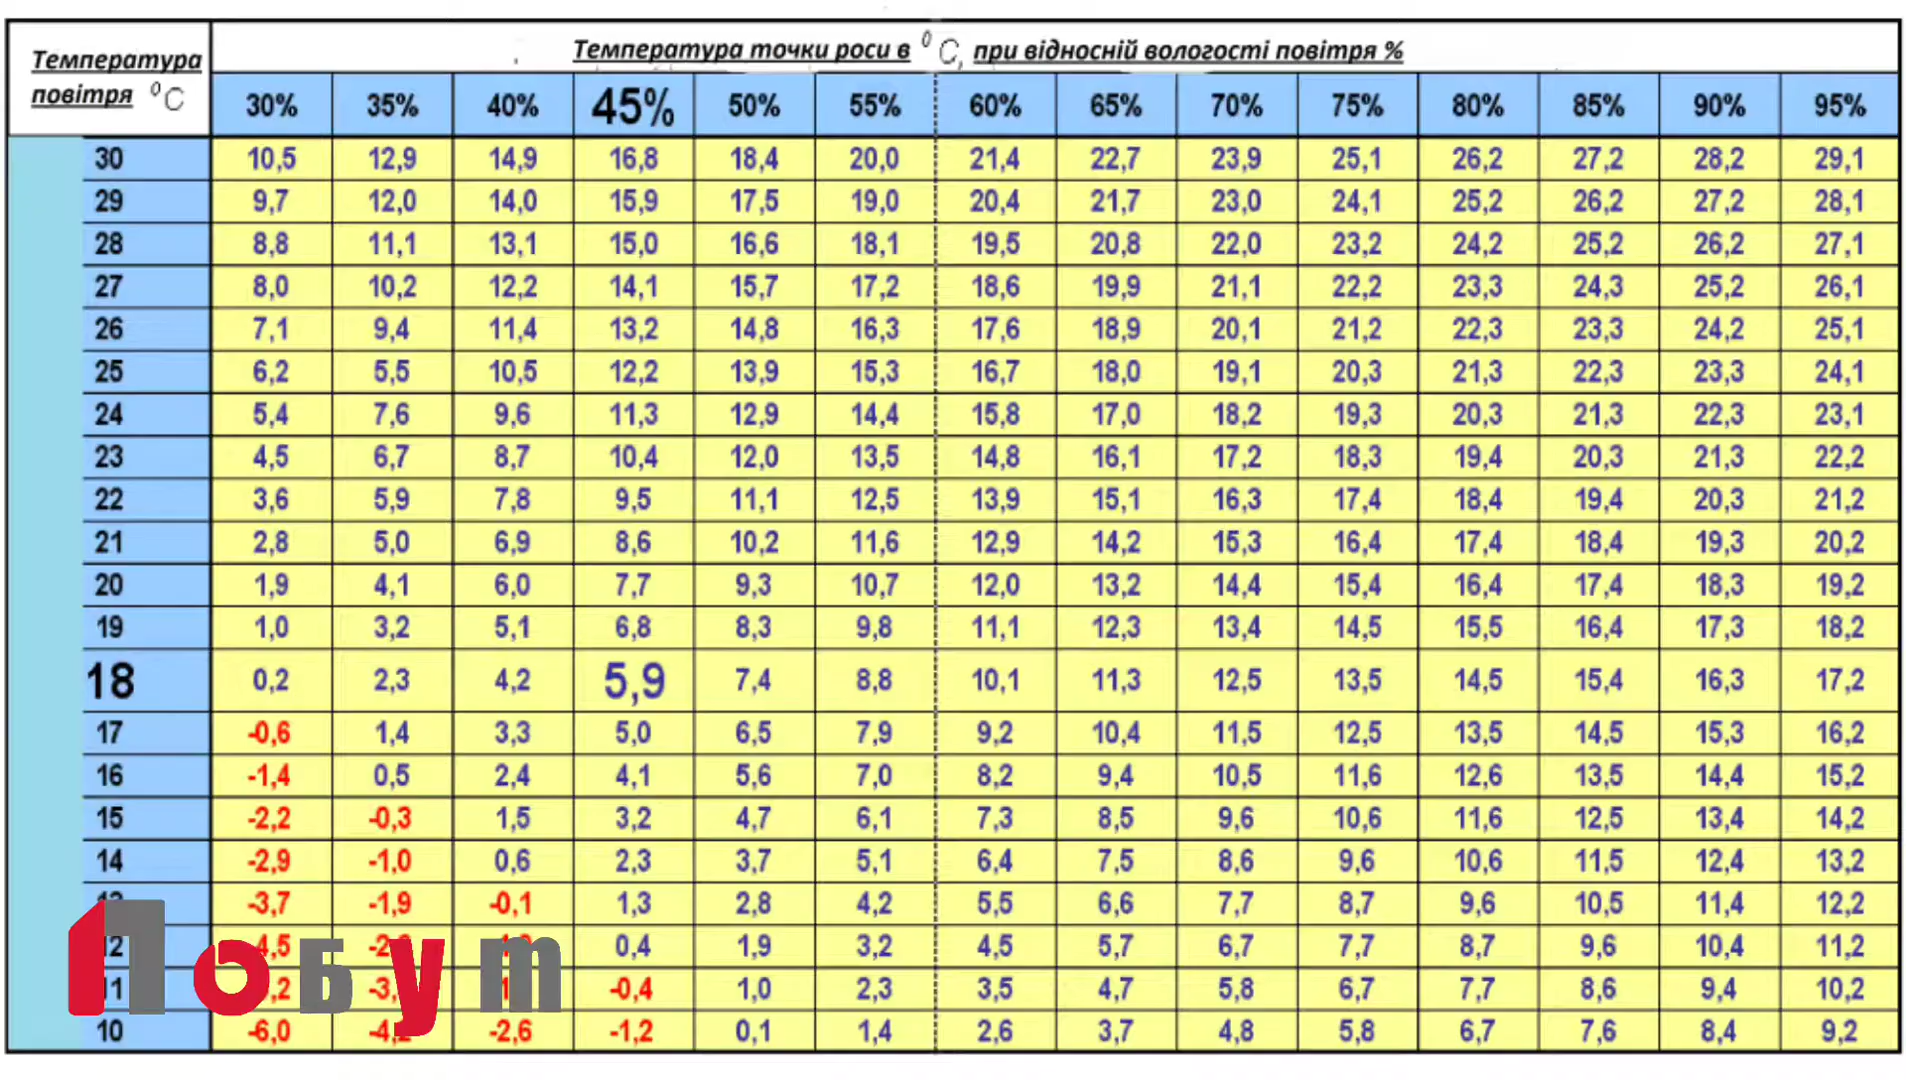 Температура повітря ⁰C
Температура точки роси в ⁰C, при відносній вологості повітря %
30% 35% 40% 45% 50% 55% 60% 65% 70% 75% 80% 85% 90% 95%
30 10,5 12,9 14,9 16,8 18,4 20,0 21,4 22,7 23,9 25,1 26,2 27,2 28,2 29,1
29 9,7 12,0 14,0 15,9 17,5 19,0 20,4 21,7 23,0 24,1 25,2 26,2 27,2 28,1
28 8,8 11,1 13,1 15,0 16,6 18,1 19,5 20,8 22,0 23,2 24,2 25,2 26,2 27,1
27 8,0 10,2 12,2 14,1 15,7 17,2 18,6 19,9 21,1 22,2 23,3 24,3 25,2 26,1
26 7,1 9,4 11,4 13,2 14,8 16,3 17,6 18,9 20,1 21,2 22,3 23,3 24,2 25,1
25 6,2 5,5 10,5 12,2 13,9 15,3 16,7 18,0 19,1 20,3 21,3 22,3 23,3 24,1
24 5,4 7,6 9,6 11,3 12,9 14,4 15,8 17,0 18,2 19,3 20,3 21,3 22,3 23,1
23 4,5 6,7 8,7 10,4 12,0 13,5 14,8 16,1 17,2 18,3 19,4 20,3 21,3 22,2
22 3,6 5,9 7,8 9,5 11,1 12,5 13,9 15,1 16,3 17,4 18,4 19,4 20,3 21,2
21 2,8 5,0 6,9 8,6 10,2 11,6 12,9 14,2 15,3 16,4 17,4 18,4 19,3 20,2
20 1,9 4,1 6,0 7,7 9,3 10,7 12,0 13,2 14,4 15,4 16,4 17,4 18,3 19,2
19 1,0 3,2 5,1 6,8 8,3 9,8 11,1 12,3 13,4 14,5 15,5 16,4 17,3 18,2
18 0,2 2,3 4,2 5,9 7,4 8,8 10,1 11,3 12,5 13,5 14,5 15,4 16,3 17,2
17 -0,6 1,4 3,3 5,0 6,5 7,9 9,2 10,4 11,5 12,5 13,5 14,5 15,3 16,2
16 -1,4 0,5 2,4 4,1 5,6 7,0 8,2 9,4 10,5 11,6 12,6 13,5 14,4 15,2
15 -2,2 -0,3 1,5 3,2 4,7 6,1 7,3 8,5 9,6 10,6 11,6 12,5 13,4 14,2
14 -2,9 -1,0 0,6 2,3 3,7 5,1 6,4 7,5 8,6 9,6 10,6 11,5 12,4 13,2
-3,7 -1,9 -0,1 1,3 2,8 4,2 5,5 6,6 7,7 8,7 9,6 10,5 11,4 12,2
12 0,4 1,9 3,2 4,5 5,7 6,7 7,7 8,7 9,6 10,4 11,2
11 -0,4 1,0 2,3 3,5 4,7 5,8 6,7 7,7 8,6 9,4 10,2
10 -6,0 -2,6 -1,2 0,1 1,4 2,6 3,7 4,8 5,8 6,7 7,6 8,4 9,2
Побут